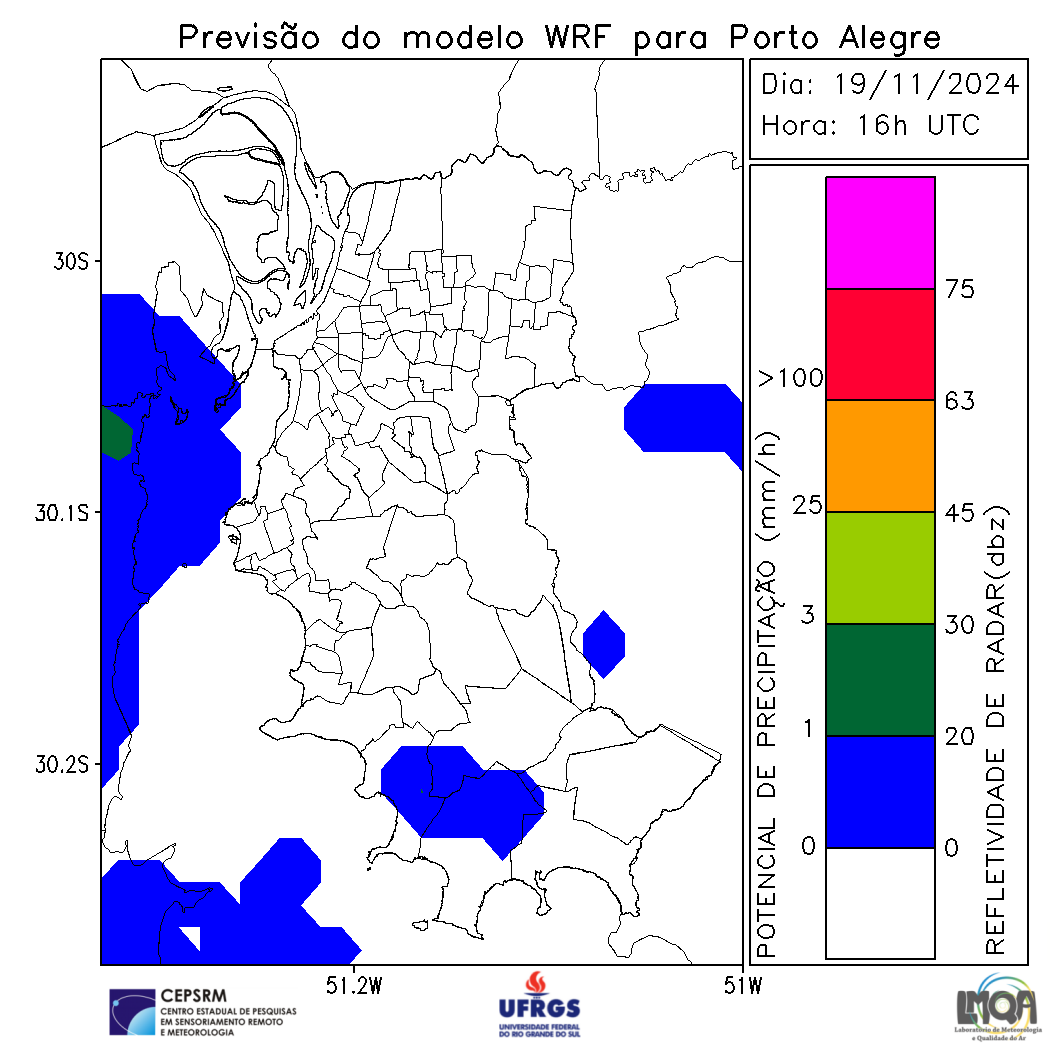 Previsão do modelo WRF para Porto Alegre
Dia: 19/11/2024
Hora: 16h UTC
30S
30.1S
30.2S
51.2W
51W
POTENCIAL DE PRECIPITAÇÃO (mm/h)
>100
25
3
1
0
75
63
45
30
20
0
REFLETIVIDADE DE RADAR(dbz)
CEPSRM
CENTRO ESTADUAL DE PESQUISAS
EM SENSORIAMENTO REMOTO
E METEOROLOGIA
UFRGS
UNIVERSIDADE FEDERAL
DO RIO GRANDE DO SUL
LMQA
Laboratório de Meteorologia
e Qualidade do Ar